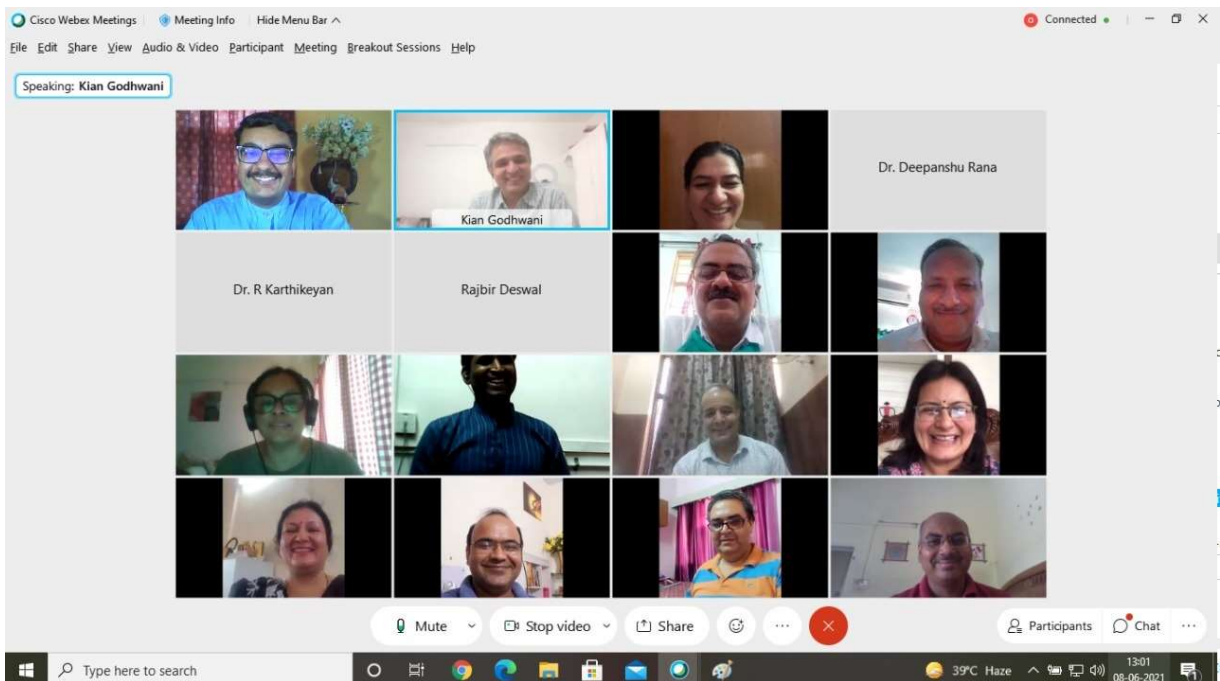 Cisco Webex Meetings Meeting Info Hide Menu Bar Connected
File Edit Share View Audio & Video Participant Meeting Breakout Sessions Help
Speaking: Kian Godhwani
Kian Godhwani
Dr. Deepanshu Rana
Dr. R Karthikeyan
Rajbir Deswal
Mute Stop video Share Participants Chat
Type here to search
39°C Haze
13:01
08-06-2021
1